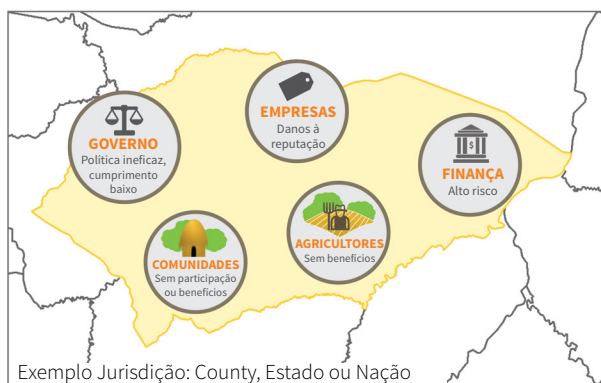 EMPRESAS
Danos à
reputação
GOVERNO
Política ineficaz,
cumprimento
baixo
$
FINANÇA
Alto risco
AGRICULTORES
Sem benefícios
COMUNIDADES
Sem participação
ou benefícios
Exemplo Jurisdição: County, Estado ou Nação